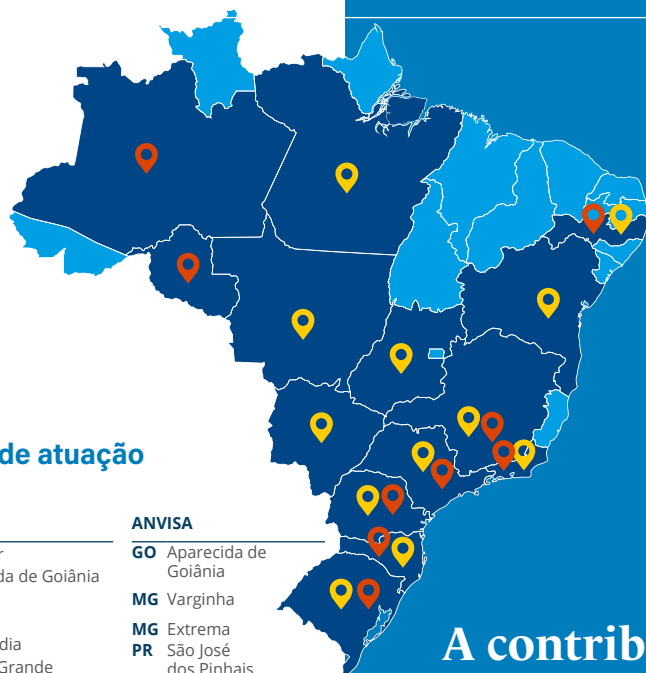 de atuação
da de Goiânia
dia
Grande
ANVISA
GO Aparecida de
Goiânia
MG Varginha
MG Extrema
PR São José
dos Pinhais
A contrib